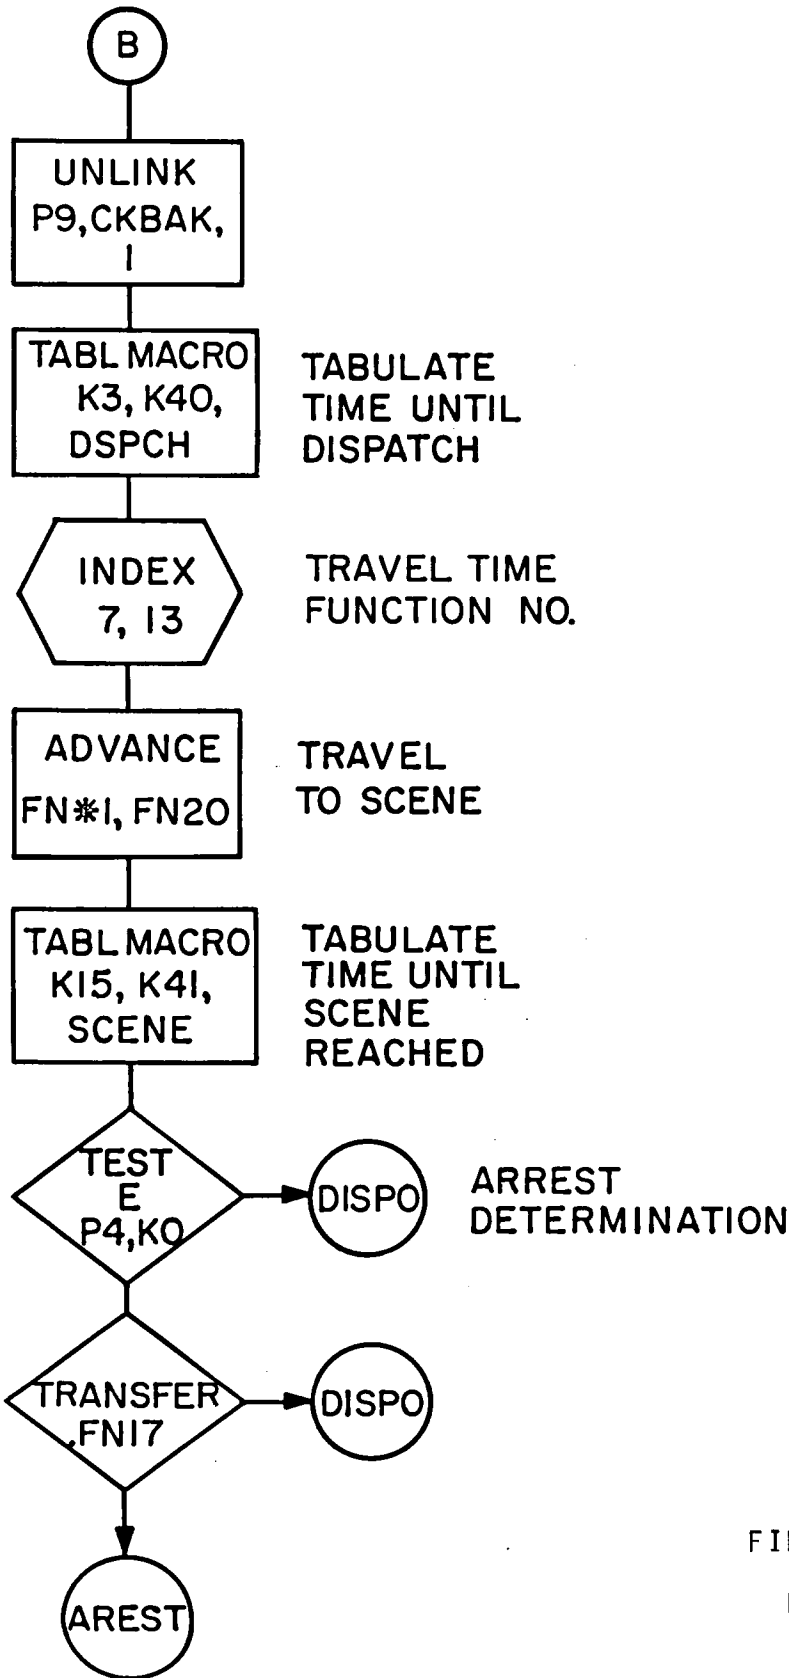 B
UNLINK
P9,CKBAK,
1
TABL MACRO
K3, K40,
DSPCH
TABULATE
TIME UNTIL
DISPATCH
INDEX
7, 13
TRAVEL TIME
FUNCTION NO.
ADVANCE
FN*1, FN20
TRAVEL
TO SCENE
TABL MACRO
K15, K41,
SCENE
TABULATE
TIME UNTIL
SCENE
REACHED
TEST
E
P4,K0
DISPO
ARREST
DETERMINATION
TRANSFER
.FN17
DISPO
AREST